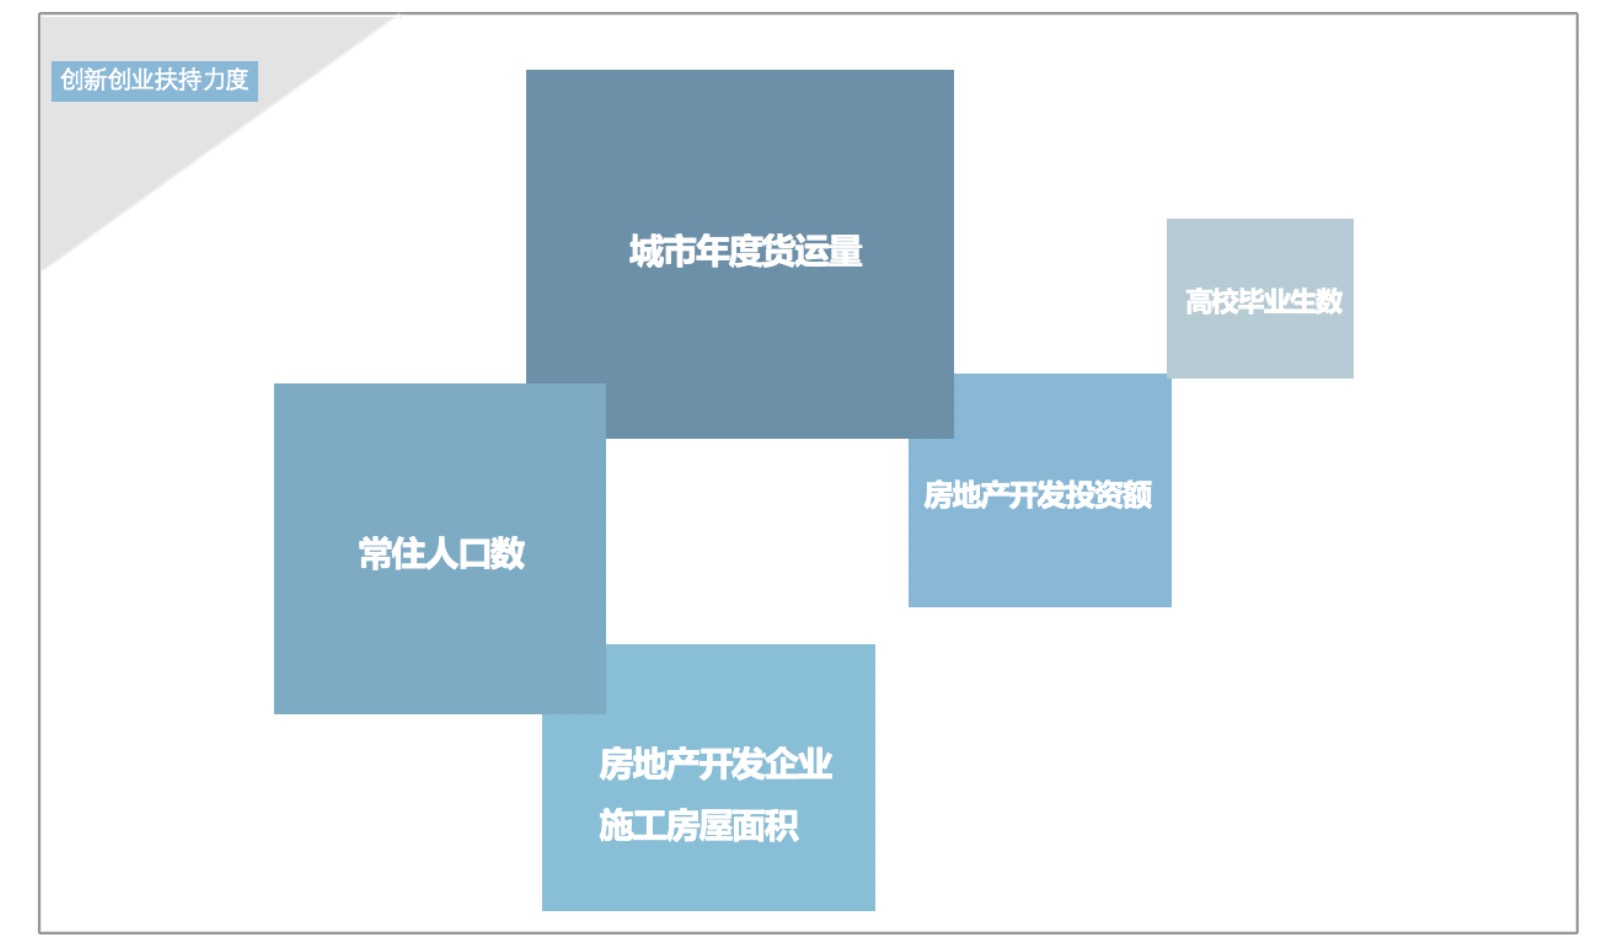 创新创业扶持力度
城市年度货运量
高校毕业生数
房地产开发投资额
常住人口数
房地产开发企业
施工房屋面积